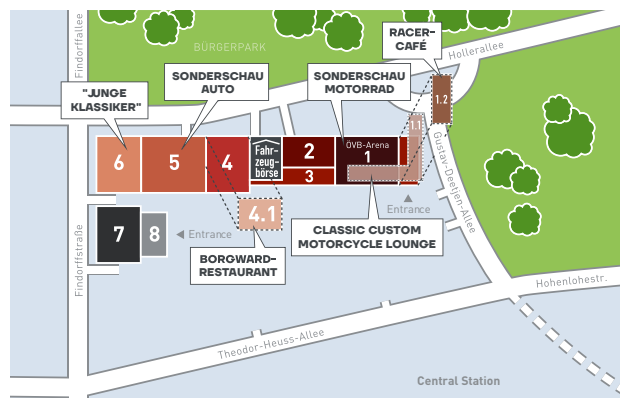 Findorffallee
BÜRGERPARK
RACER-
CAFÉ
Hollerallee
"JUNGE
KLASSIKER"
SONDERSCHAU
AUTO
SONDERSCHAU
MOTORRAD
1.2
1.1
6
5
4
Fahr-
zeug-
börse
2
3
ÖVB-Arena
1
4.1
7
8
Entrance
Entrance
Gustav-Deetjen-Allee
CLASSIC CUSTOM
MOTORCYCLE LOUNGE
BORGWARD-
RESTAURANT
Findorffstraße
Hohenlohestr.
Theodor-Heuss-Allee
Central Station